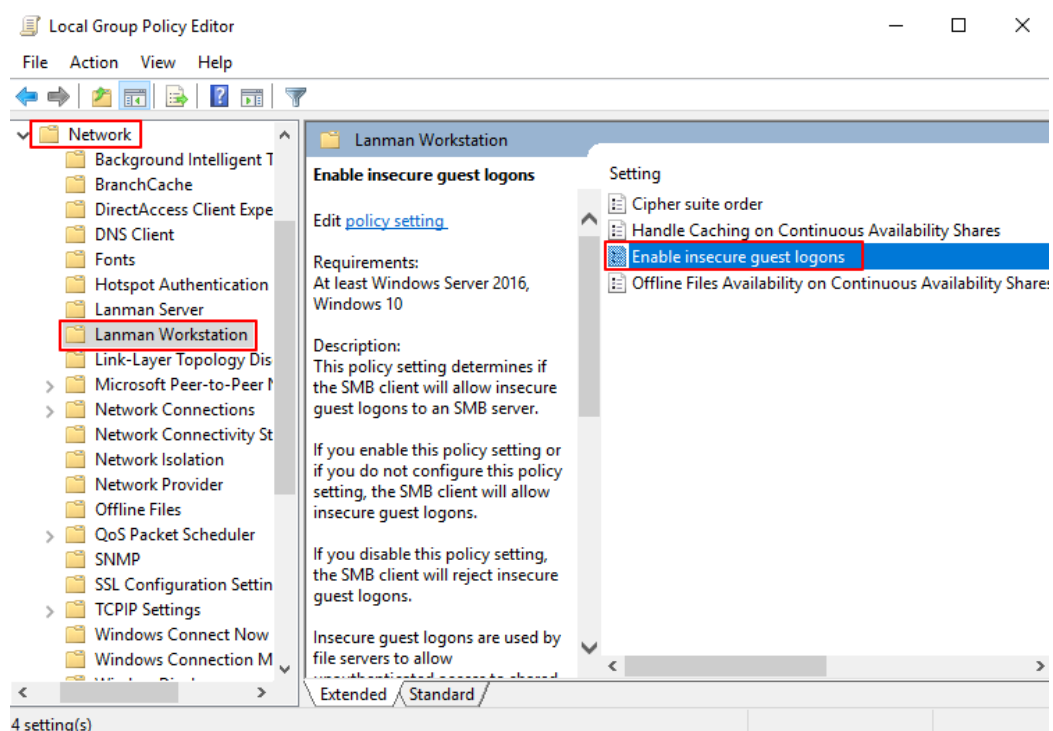 Local Group Policy Editor
File Action View Help
Network
Background Intelligent T
BranchCache
DirectAccess Client Expe
DNS Client
Fonts
Hotspot Authentication
Lanman Server
Lanman Workstation
Link-Layer Topology Dis
Microsoft Peer-to-Peer N
Network Connections
Network Connectivity St
Network Isolation
Network Provider
Offline Files
QoS Packet Scheduler
SNMP
SSL Configuration Settin
TCPIP Settings
Windows Connect Now
Windows Connection M
Lanman Workstation
Enable insecure guest logons
Edit policy setting
Requirements:
At least Windows Server 2016,
Windows 10
Description:
This policy setting determines if
the SMB client will allow insecure
guest logons to an SMB server.
If you enable this policy setting or
if you do not configure this policy
setting, the SMB client will allow
insecure guest logons.
If you disable this policy setting,
the SMB client will reject insecure
guest logons.
Insecure guest logons are used by
file servers to allow
Setting
Cipher suite order
Handle Caching on Continuous Availability Shares
Enable insecure guest logons
Offline Files Availability on Continuous Availability Shares
Extended Standard
4 setting(s)